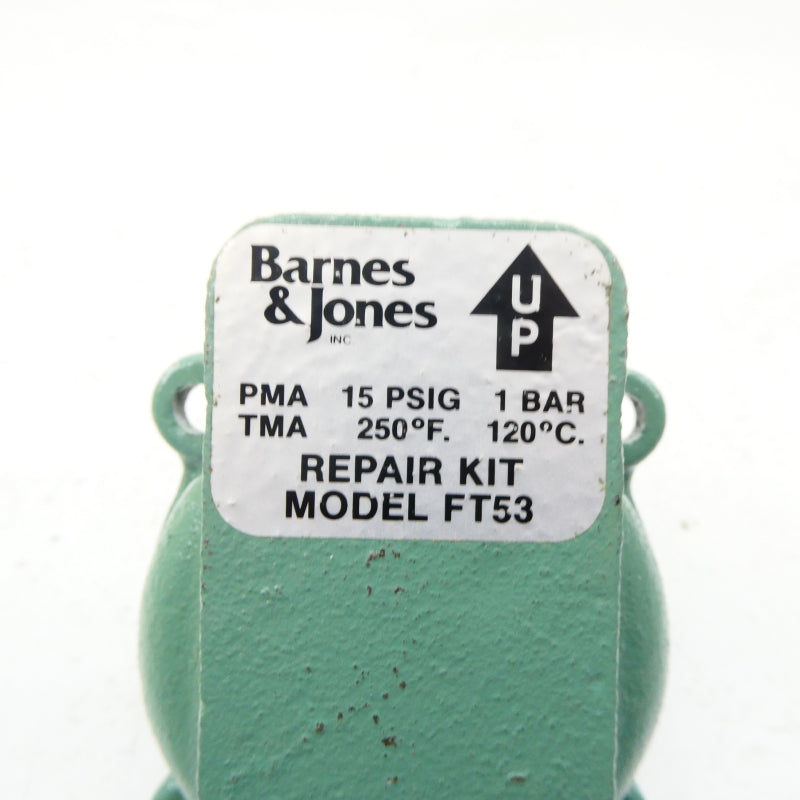 Barnes
& Jones
INC.
UP
PMA 15 PSIG 1 BAR
TMA 250°F. 120°C.
REPAIR KIT
MODEL FT53